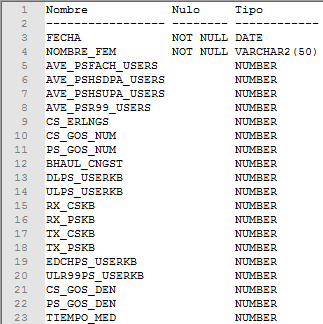 1 Nombre Nulo Tipo
2 ----------------- -------- ------------
3 FECHA NOT NULL DATE
4 NOMBRE_FEM NOT NULL VARCHAR2(50)
5 AVE_PSFACH_USERS NUMBER
6 AVE_PSHSDPA_USERS NUMBER
7 AVE_PSHSUPA_USERS NUMBER
8 AVE_PSR99_USERS NUMBER
9 CS_ERLNGS NUMBER
10 CS_GOS_NUM NUMBER
11 PS_GOS_NUM NUMBER
12 BHAUL_CNGST NUMBER
13 DLPS_USERKB NUMBER
14 ULPS_USERKB NUMBER
15 RX_CSKB NUMBER
16 RX_PSKB NUMBER
17 TX_CSKB NUMBER
18 TX_PSKB NUMBER
19 EDCHPS_USERKB NUMBER
20 ULR99PS_USERKB NUMBER
21 CS_GOS_DEN NUMBER
22 PS_GOS_DEN NUMBER
23 TIEMPO_MED NUMBER